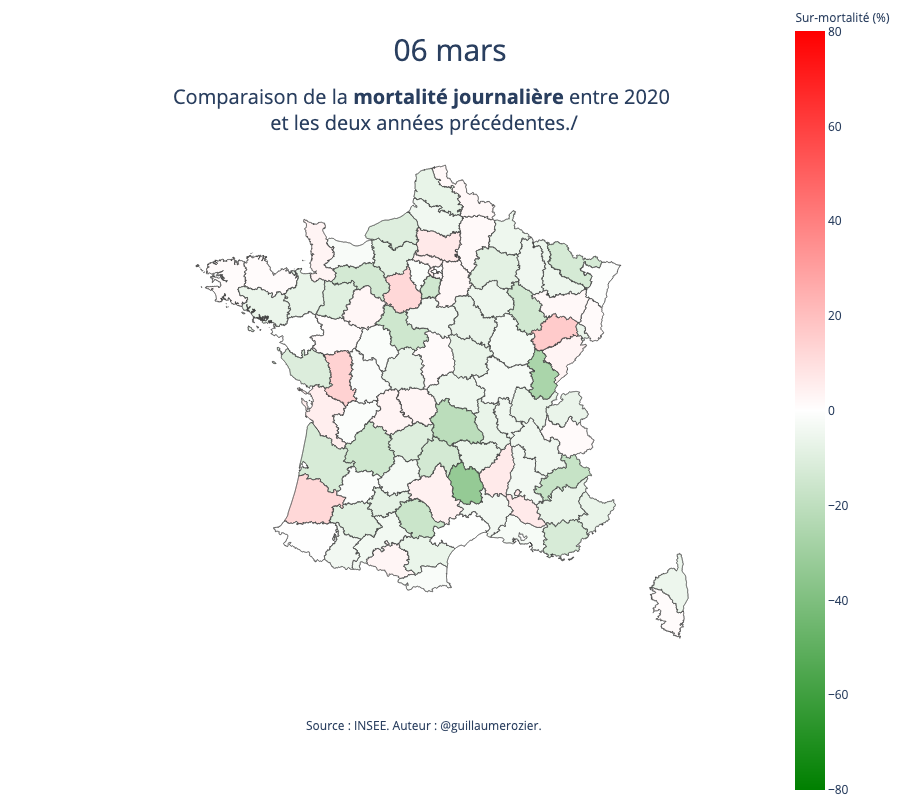 Sur-mortalité (%)
06 mars
Comparaison de la mortalité journalière entre 2020
et les deux années précédentes./
80
60
40
20
0
−20
−40
−60
−80
Source : INSEE. Auteur : @guillaumerozier.